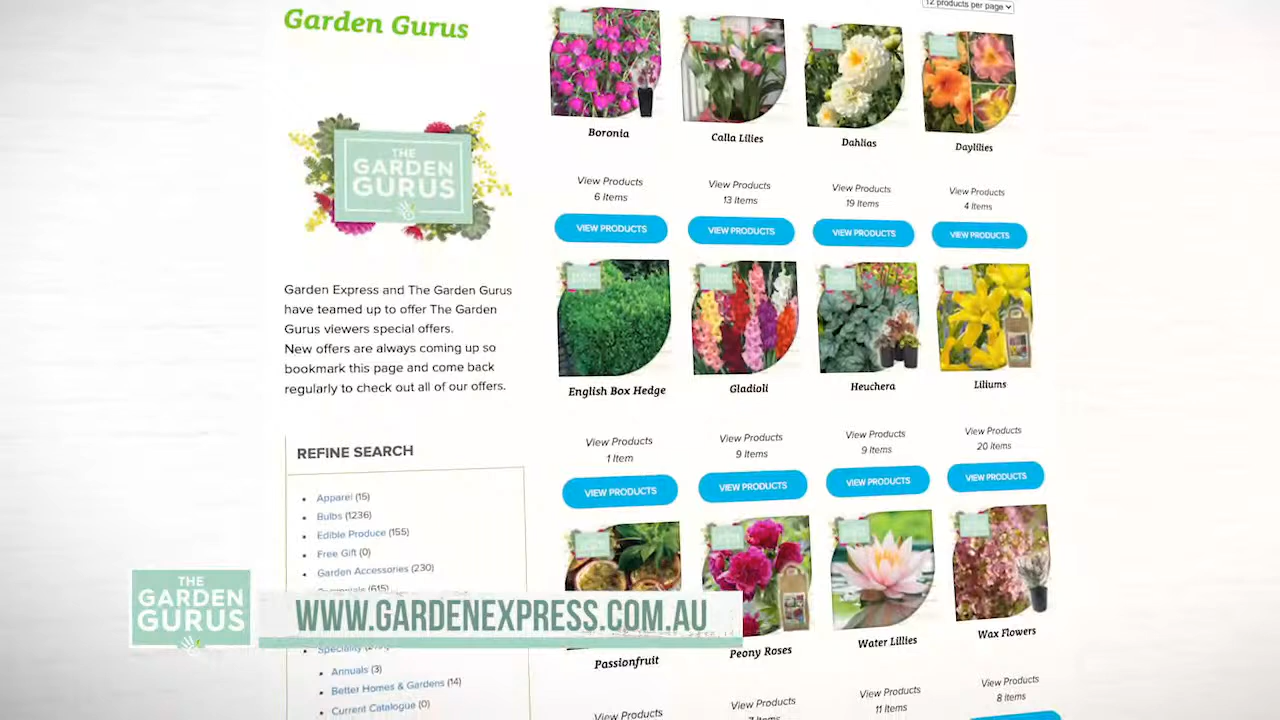 Garden Gurus
12 products per page
THE
GARDEN
GURUS
Garden Express and The Garden Gurus
have teamed up to offer The Garden
Gurus viewers special offers.
New offers are always coming up so
bookmark this page and come back
regularly to check out all of our offers.
REFINE SEARCH
Apparel (15)
Bulbs (1236)
Edible Produce (155)
Free Gift (0)
Garden Accessories (230)
Annuals (3)
Better Homes & Gardens (14)
Current Catalogue (0)
Boronia
View Products
6 Items
VIEW PRODUCTS
Calla Lilies
View Products
13 Items
VIEW PRODUCTS
Dahlias
View Products
19 Items
VIEW PRODUCTS
Daylilies
View Products
4 Items
VIEW PRODUCTS
English Box Hedge
View Products
1 Item
VIEW PRODUCTS
Gladioli
View Products
9 Items
VIEW PRODUCTS
Heuchera
View Products
9 Items
VIEW PRODUCTS
Liliums
View Products
20 Items
VIEW PRODUCTS
Passionfruit
View Products
Peony Roses
View Products
7 Items
Water Lillies
View Products
11 Items
Wax Flowers
View Products
8 Items
THE
GARDEN
GURUS
WWW.GARDENEXPRESS.COM.AU